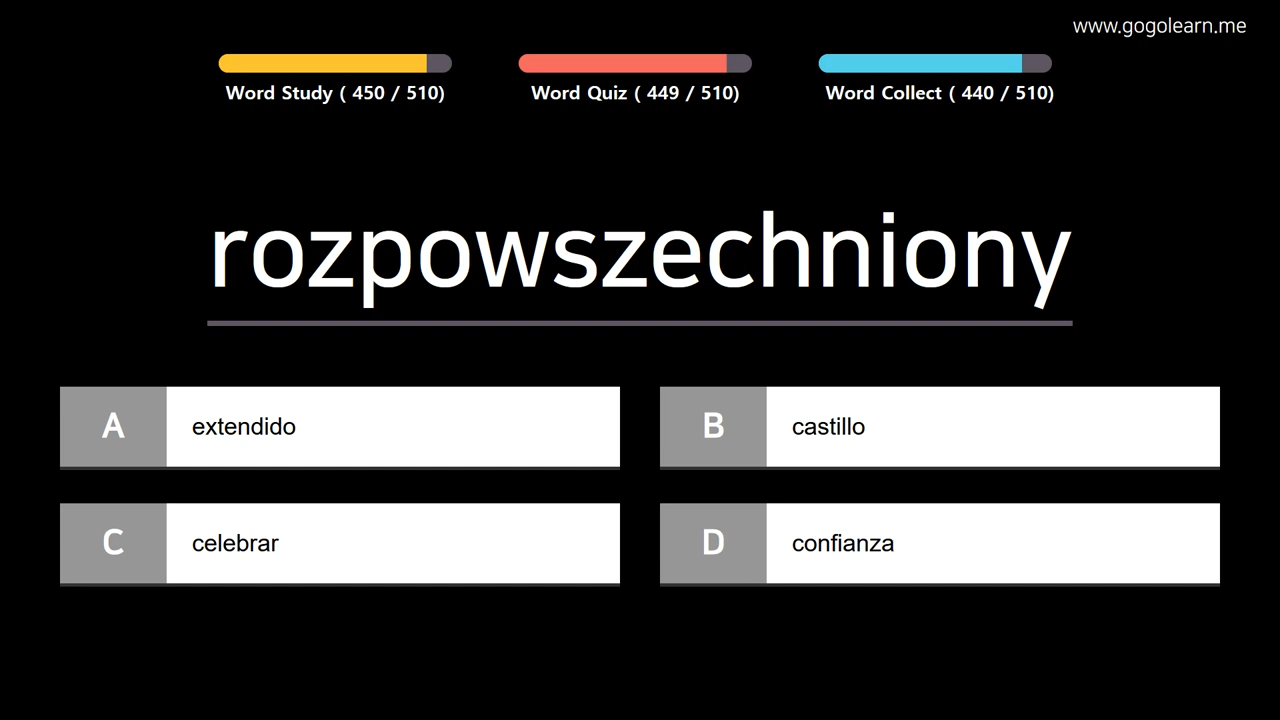 www.gogolearn.me
Word Study ( 450 / 510)
Word Quiz ( 449 / 510)
Word Collect ( 440 / 510)
rozpowszechniony
A extendido
B castillo
C celebrar
D confianza